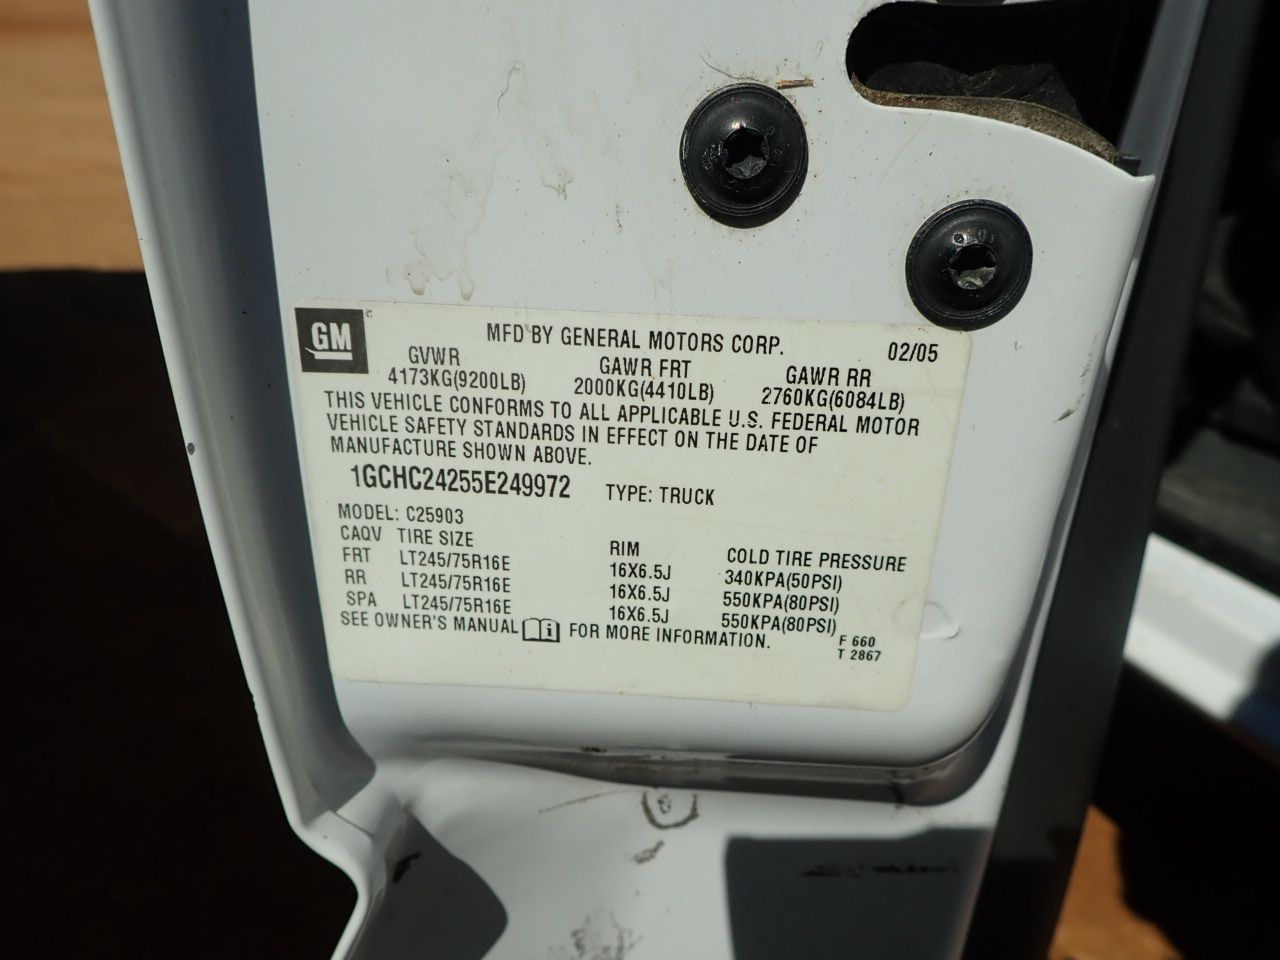 GM
MFD BY GENERAL MOTORS CORP. 02/05
GVWR GAWR FRT GAWR RR
4173KG(9200LB) 2000KG(4410LB) 2760KG(6084LB)
THIS VEHICLE CONFORMS TO ALL APPLICABLE U.S. FEDERAL MOTOR
VEHICLE SAFETY STANDARDS IN EFFECT ON THE DATE OF
MANUFACTURE SHOWN ABOVE.
1GCHC24255E249972 TYPE: TRUCK
MODEL: C25903
CAQV TIRE SIZE RIM COLD TIRE PRESSURE
FRT LT245/75R16E 16X6.5J 340KPA(50PSI)
RR LT245/75R16E 16X6.5J 550KPA(80PSI)
SPA LT245/75R16E 16X6.5J 550KPA(80PSI)
SEE OWNER'S MANUAL FOR MORE INFORMATION.
F 660
T 2867